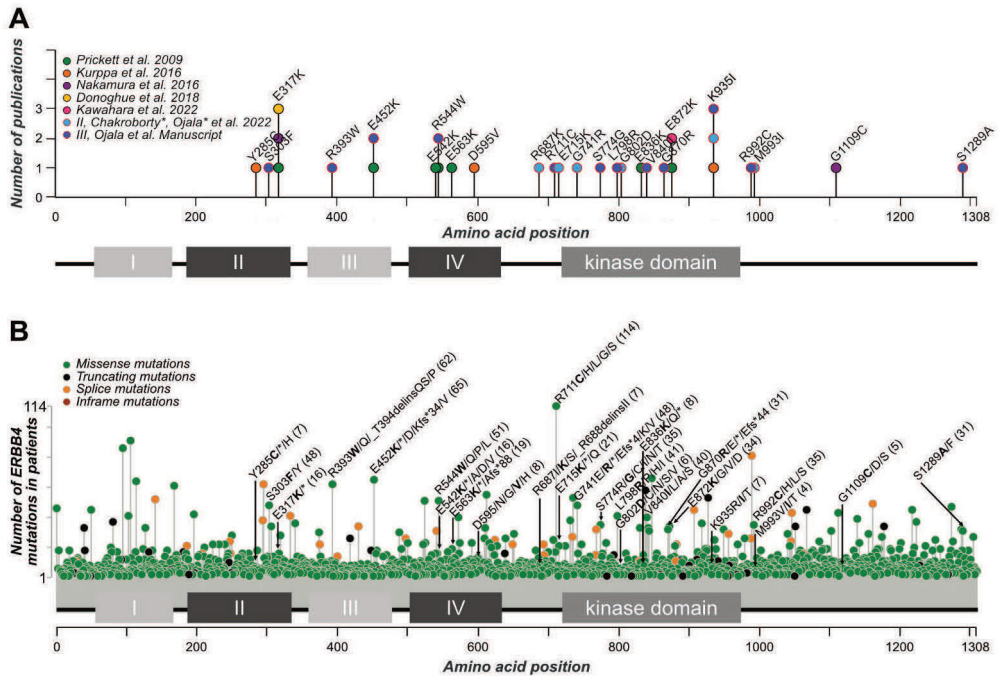 A
Number of publications
Prickett et al. 2009
Kurppa et al. 2016
Nakamura et al. 2016
Donoghue et al. 2018
Kawahara et al. 2022
II, Chakroborty*, Ojala* et al. 2022
III, Ojala et al. Manuscript
3
2
1
0
Y285C
S303F
E317K
R393W
E452K
E542K
R544W
E563K
D595V
R687K
R711C
E715K
G741R
S774G
L798R
G802D
E836K
V840I
G870R
E872K
K935I
R992C
M993I
G1109C
S1289A
0 200 400 600 800 1000 1200 1308
Amino acid position
I II III IV kinase domain
B
Number of ERBB4
mutations in patients
Missense mutations
Truncating mutations
Splice mutations
Inframe mutations
114
1
Y285C*/H (7)
S303F/Y (48)
E317K/* (16)
R393W/Q/_T394delinsQS/P (62)
E452K/*/D/Kfs*34/V (65)
R544W/Q/P/L (51)
E542K/*/A/D/V (16)
E563K/*/Afs*88 (19)
D595/N/G/V/H (8)
R687I/K/S/_R688delinsII (7)
R711C/H/L/G/S (114)
E715K/*/Q (21)
G741E/R/*/Efs*4/K/V (48)
S774R/G/C/I/N/T (35)
L799R/P/H/I (41)
G802D/C/N/S/V (6)
E836K/Q/* (8)
V840I/L/A/S (40)
G870R/E/*/Efs*44 (31)
E872K/*/G/V/D (34)
K935R/I/T (7)
R992C/H/L/S (35)
M993V/I/T (4)
G1109C/D/S (5)
S1289A/F (31)
I II III IV kinase domain
0 200 400 600 800 1000 1200 1308
Amino acid position